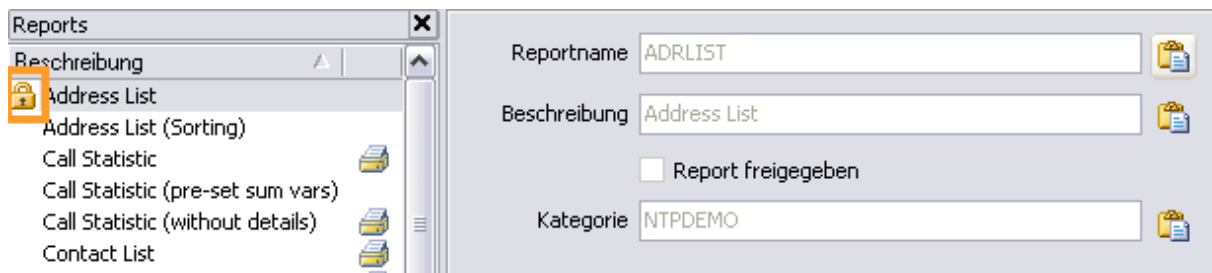 Reports
Beschreibung
Address List
Address List (Sorting)
Call Statistic
Call Statistic (pre-set sum vars)
Call Statistic (without details)
Contact List
Reportname ADRLIST
Beschreibung Address List
Report freigegeben
Kategorie NTPDEMO